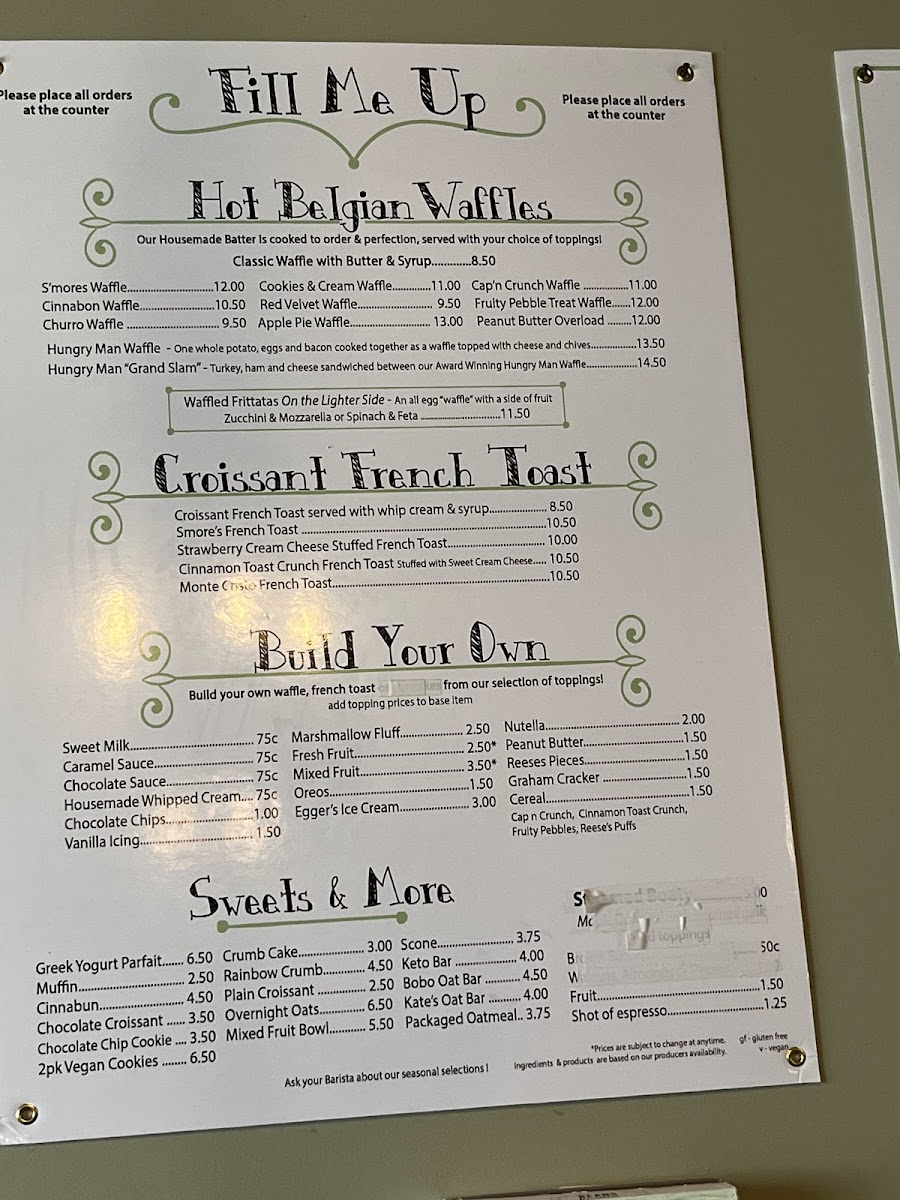 Please place all orders
at the counter
Fill Me Up
Please place all orders
at the counter
Hot Belgian Waffles
Our Housemade Batter is cooked to order & perfection, served with your choice of toppings!
Classic Waffle with Butter & Syrup.............8.50
S'mores Waffle.............................12.00
Cinnabon Waffle..........................10.50
Churro Waffle ............................... 9.50
Cookies & Cream Waffle.............11.00
Red Velvet Waffle.......................... 9.50
Apple Pie Waffle............................ 13.00
Cap'n Crunch Waffle ................11.00
Fruity Pebble Treat Waffle.......12.00
Peanut Butter Overload .........12.00
Hungry Man Waffle - One whole potato, eggs and bacon cooked together as a waffle topped with cheese and chives.................13.50
Hungry Man "Grand Slam" - Turkey, ham and cheese sandwiched between our Award Winning Hungry Man Waffle...................14.50
Waffled Frittatas On the Lighter Side - An all egg "waffle" with a side of fruit
Zucchini & Mozzarella or Spinach & Feta ..............................11.50
Croissant French Toast
Croissant French Toast served with whip cream & syrup.................... 8.50
Smore's French Toast ....................................................................................10.50
Strawberry Cream Cheese Stuffed French Toast................................. 10.00
Cinnamon Toast Crunch French Toast Stuffed with Sweet Cream Cheese..... 10.50
Monte Cristo French Toast..........................................................................10.50
Build Your Own
Build your own waffle, french toast from our selection of toppings!
add topping prices to base item
Sweet Milk...................................... 75c
Caramel Sauce............................... 75c
Chocolate Sauce........................... 75c
Housemade Whipped Cream.... 75c
Chocolate Chips...........................1.00
Vanilla Icing................................... 1.50
Marshmallow Fluff................... 2.50
Fresh Fruit.................................. 2.50*
Mixed Fruit................................ 3.50*
Oreos..........................................1.50
Egger's Ice Cream..................... 3.00
Nutella.......................................... 2.00
Peanut Butter...............................1.50
Reeses Pieces...............................1.50
Graham Cracker .........................1.50
Cereal...........................................1.50
Cap n Crunch, Cinnamon Toast Crunch,
Fruity Pebbles, Reese's Puffs
Sweets & More
Greek Yogurt Parfait...... 6.50
Muffin................................ 2.50
Cinnabun......................... 4.50
Chocolate Croissant ...... 3.50
Chocolate Chip Cookie .... 3.50
2pk Vegan Cookies ........ 6.50
Crumb Cake.................... 3.00
Rainbow Crumb.............. 4.50
Plain Croissant ............... 2.50
Overnight Oats.............. 6.50
Mixed Fruit Bowl........... 5.50
Scone....................... 3.75
Keto Bar ................... 4.00
Bobo Oat Bar ........... 4.50
Kate's Oat Bar .......... 4.00
Packaged Oatmeal.. 3.75
toppings
50c
Fruit................................................1.50
Shot of espresso............................1.25
*Prices are subject to change at anytime.
Ingredients & products are based on our producers availability.
gf - gluten free
v - vegan
Ask your Barista about our seasonal selections !